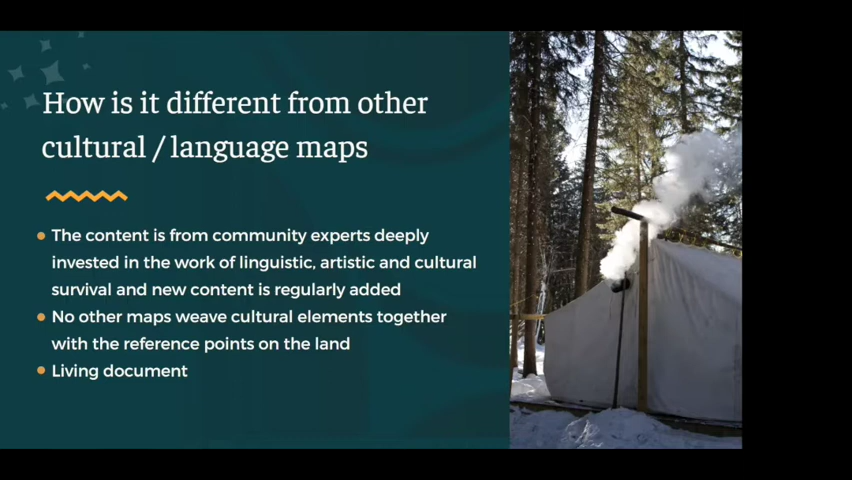 How is it different from other
cultural / language maps
The content is from community experts deeply
invested in the work of linguistic, artistic and cultural
survival and new content is regularly added
No other maps weave cultural elements together
with the reference points on the land
Living document